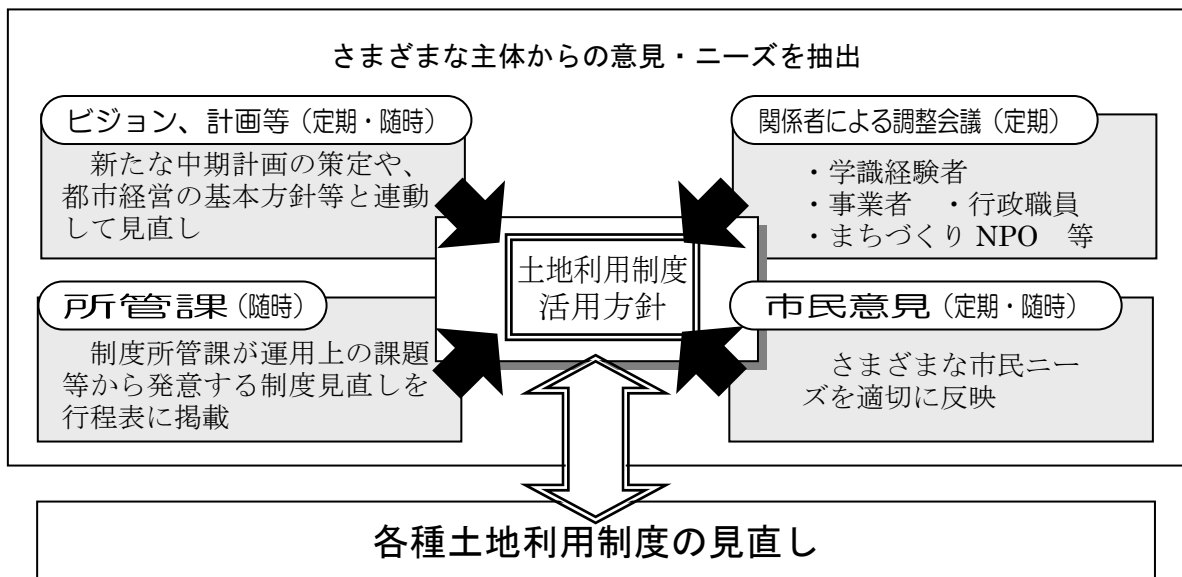 さまざまな主体からの意見・ニーズを抽出
ビジョン、計画等（定期・随時）
新たな中期計画の策定や、
都市経営の基本方針等と連動
して見直し
関係者による調整会議（定期）
・学識経験者
・事業者　・行政職員
・まちづくり NPO　等
土地利用制度
活用方針
所管課（随時）
制度所管課が運用上の課題
等から発意する制度見直しを
行程表に掲載
市民意見（定期・随時）
さまざまな市民ニー
ズを適切に反映
各種土地利用制度の見直し